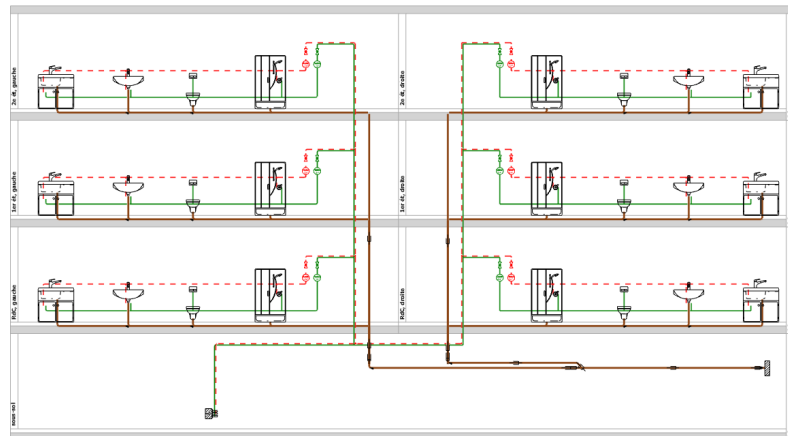 2e ét, gauche
2e ét, droite
1er ét, gauche
1er ét, droite
RdC, gauche
RdC, droite
sous-sol